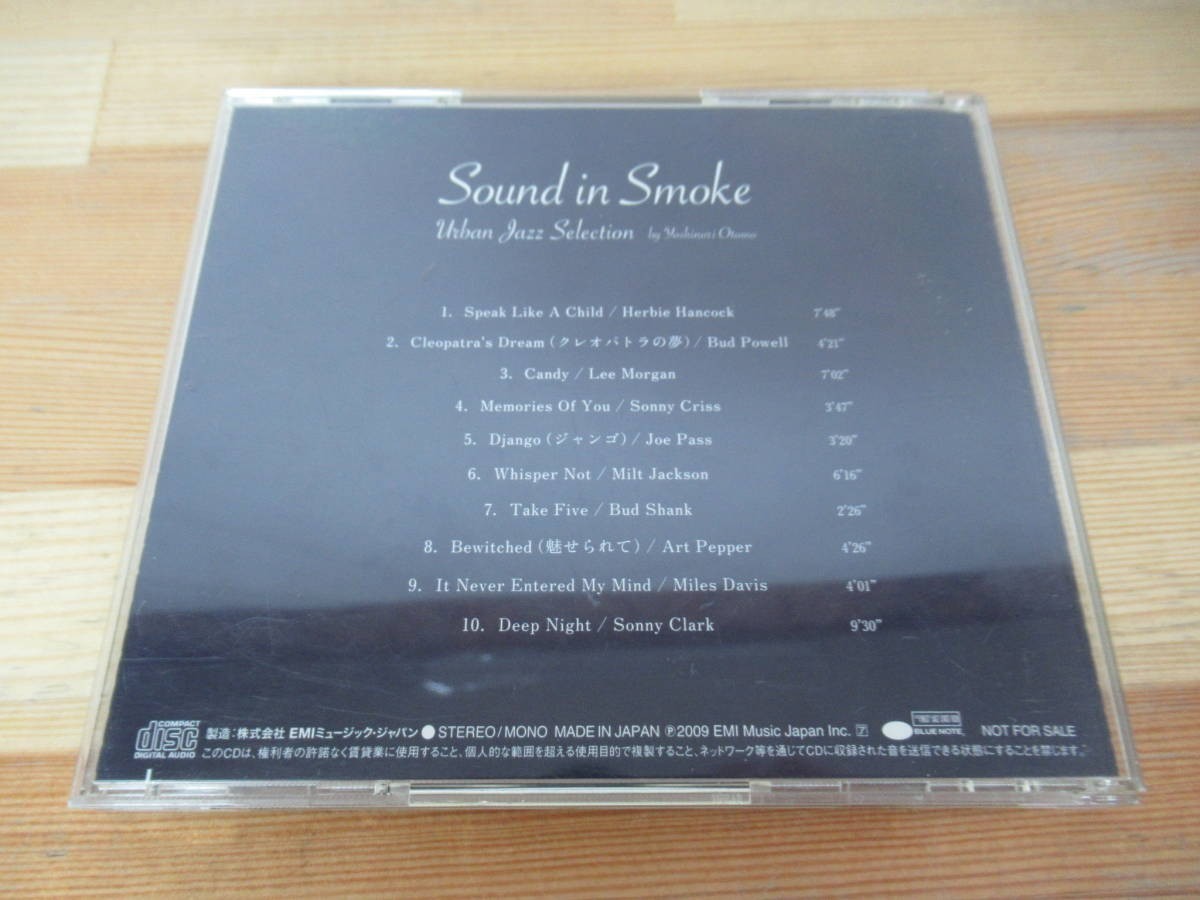 Sound in Smoke
Urban Jazz Selection by Yoshinori
1. Speak Like A Child / Herbie Hancock 7'48"
2. Cleopatra's Dream (クレオパトラの夢) / Bud Powell 4'21"
3. Candy / Lee Morgan 7'02"
4. Memories Of You / Sonny Criss 3'47"
5. Django (ジャンゴ) / Joe Pass 3'20"
6. Whisper Not / Milt Jackson 6'16"
7. Take Five / Bud Shank 2'26"
8. Bewitched (魅せられて) / Art Pepper 4'26"
9. It Never Entered My Mind / Miles Davis 4'01"
10. Deep Night / Sonny Clark 9'30"
COMPACT disc DIGITAL AUDIO
製造：株式会社 EMIミュージック・ジャパン ● STEREO/MONO MADE IN JAPAN ℗2009 EMI Music Japan Inc. 7 BLUE NOTE. NOT FOR SALE
このCDは、権利者の許諾なく賃貸業に使用すること、個人的な範囲を超える使用目的で複製すること、ネットワーク等を通じてCDに収録された音を送信できる状態にすることを禁じます。